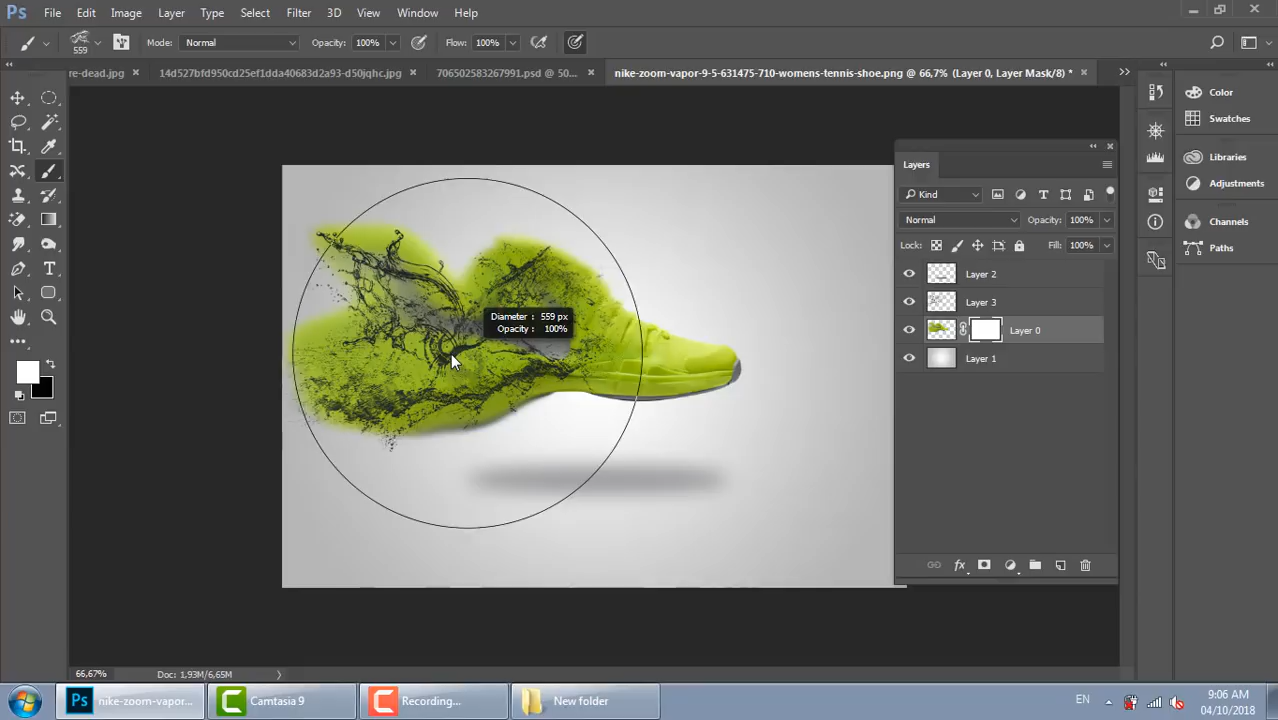 Ps File Edit Image Layer Type Select Filter 3D View Window Help
559 Mode: Normal Opacity: 100% Flow: 100%
re-dead.jpg × 14d527bfd950cd25ef1dda40683d2a93-d50jqhc.jpg × 706502583267991.psd @ 50... × nike-zoom-vapor-9-5-631475-710-womens-tennis-shoe.png @ 66,7% (Layer 0, Layer Mask/8) * ×
Color
Swatches
Libraries
Adjustments
Channels
Paths
Layers
Kind
Normal Opacity: 100%
Lock: Fill: 100%
Layer 2
Layer 3
Layer 0
Layer 1
fx
Diameter : 559 px
Opacity : 100%
66,67% Doc: 1,93M/6,65M
Ps nike-zoom-vapor... Camtasia 9 Recording... New folder EN 9:06 AM
04/10/2018